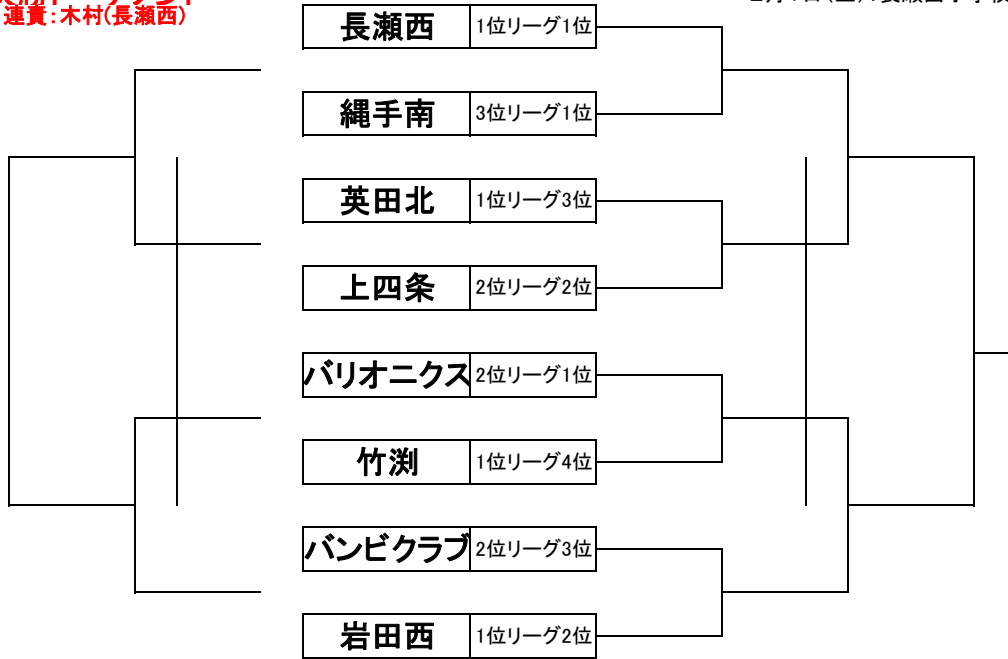 運責：木村(長瀬西)
長瀬西 1位リーグ1位
縄手南 3位リーグ1位
英田北 1位リーグ3位
上四条 2位リーグ2位
バリオニクス 2位リーグ1位
竹渕 1位リーグ4位
バンビクラブ 2位リーグ3位
岩田西 1位リーグ2位